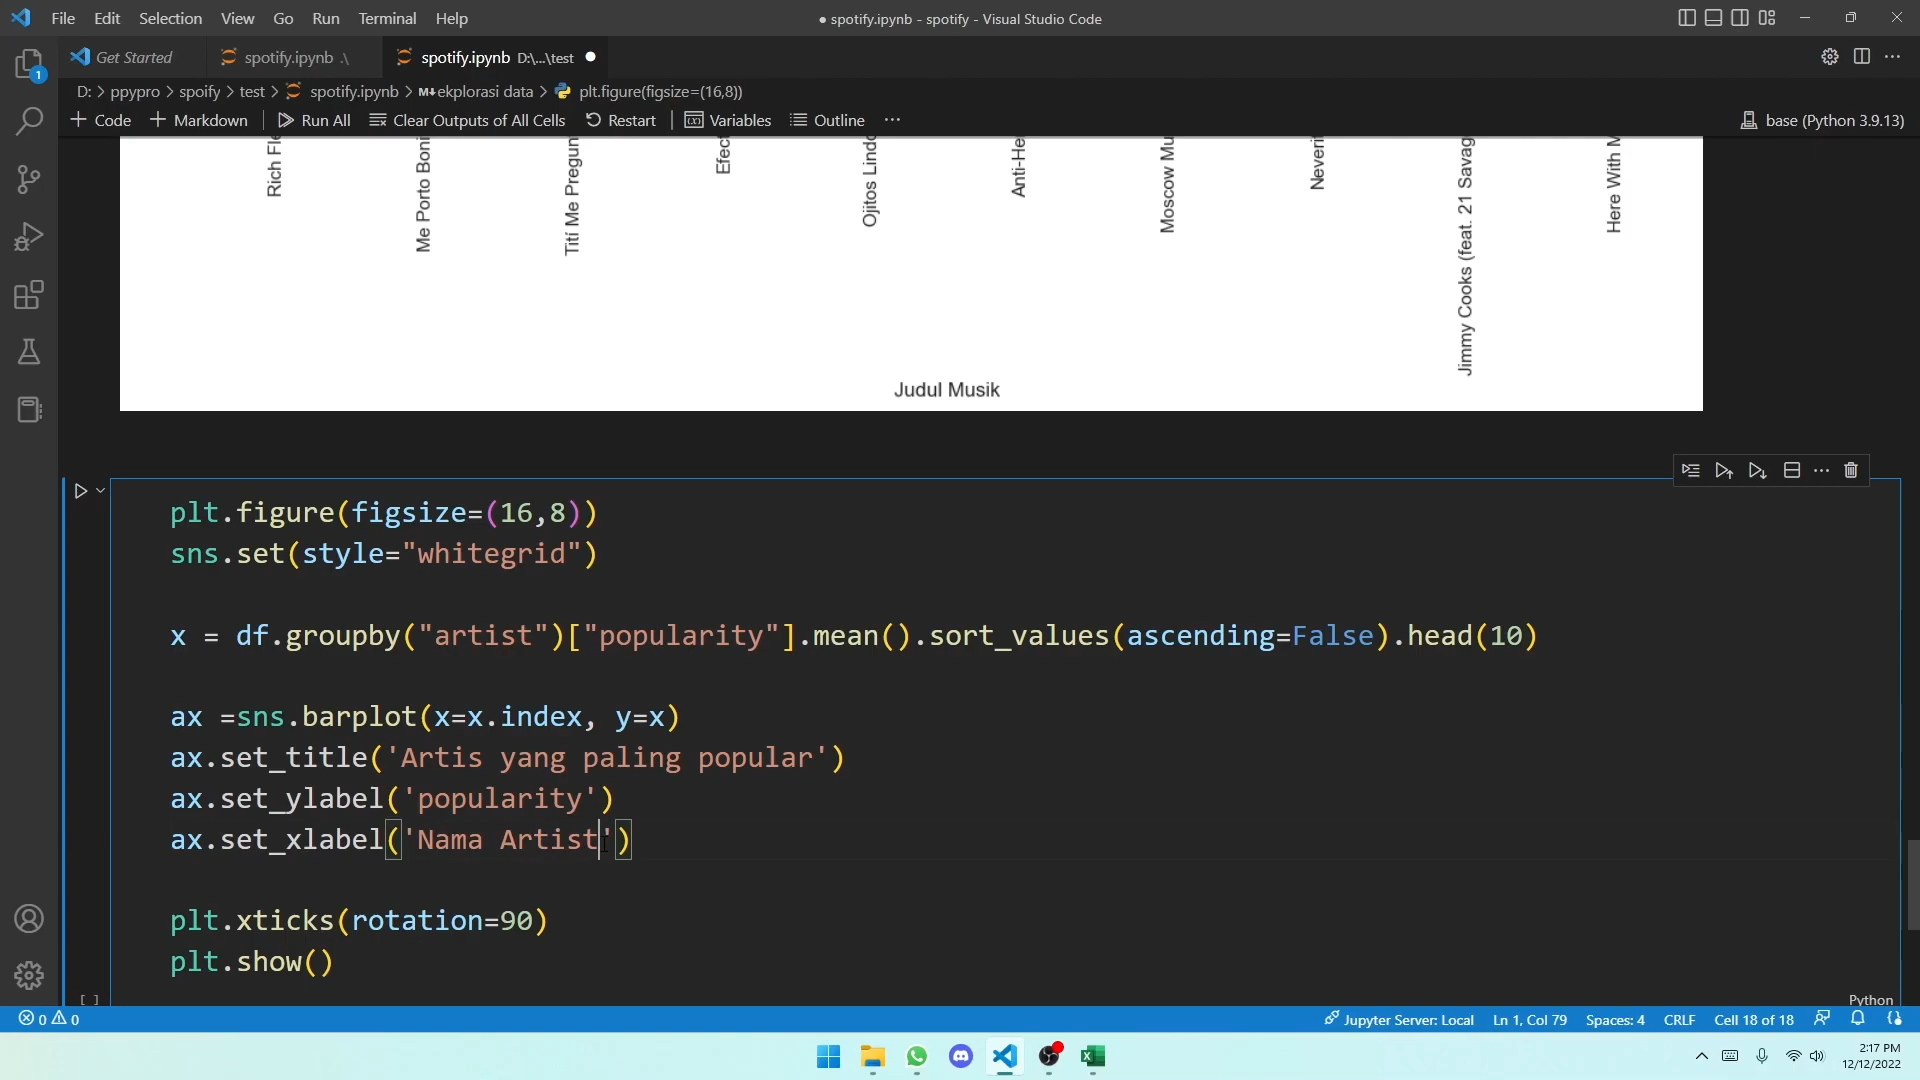 File Edit Selection View Go Run Terminal Help
● spotify.ipynb - spotify - Visual Studio Code
Get Started
spotify.ipynb .\
spotify.ipynb D:\...\test
D: > ppypro > spoify > test > spotify.ipynb > M↓ekplorasi data > plt.figure(figsize=(16,8))
+ Code + Markdown
Run All
Clear Outputs of All Cells
Restart
Variables
Outline
...
base (Python 3.9.13)
1
Rich Fl
Me Porto Boni
Tití Me Pregun
Efec
Ojitos Lindo
Anti-He
Moscow Mu
Neveri
Jimmy Cooks (feat. 21 Savag
Here With M
Judul Musik
plt.figure(figsize=(16,8))
sns.set(style="whitegrid")
x = df.groupby("artist")["popularity"].mean().sort_values(ascending=False).head(10)
ax =sns.barplot(x=x.index, y=x)
ax.set_title('Artis yang paling popular')
ax.set_ylabel('popularity')
ax.set_xlabel('Nama Artist')
plt.xticks(rotation=90)
plt.show()
[ ]
Python
0 0
Jupyter Server: Local
Ln 1, Col 79
Spaces: 4
CRLF
Cell 18 of 18
2:17 PM
12/12/2022